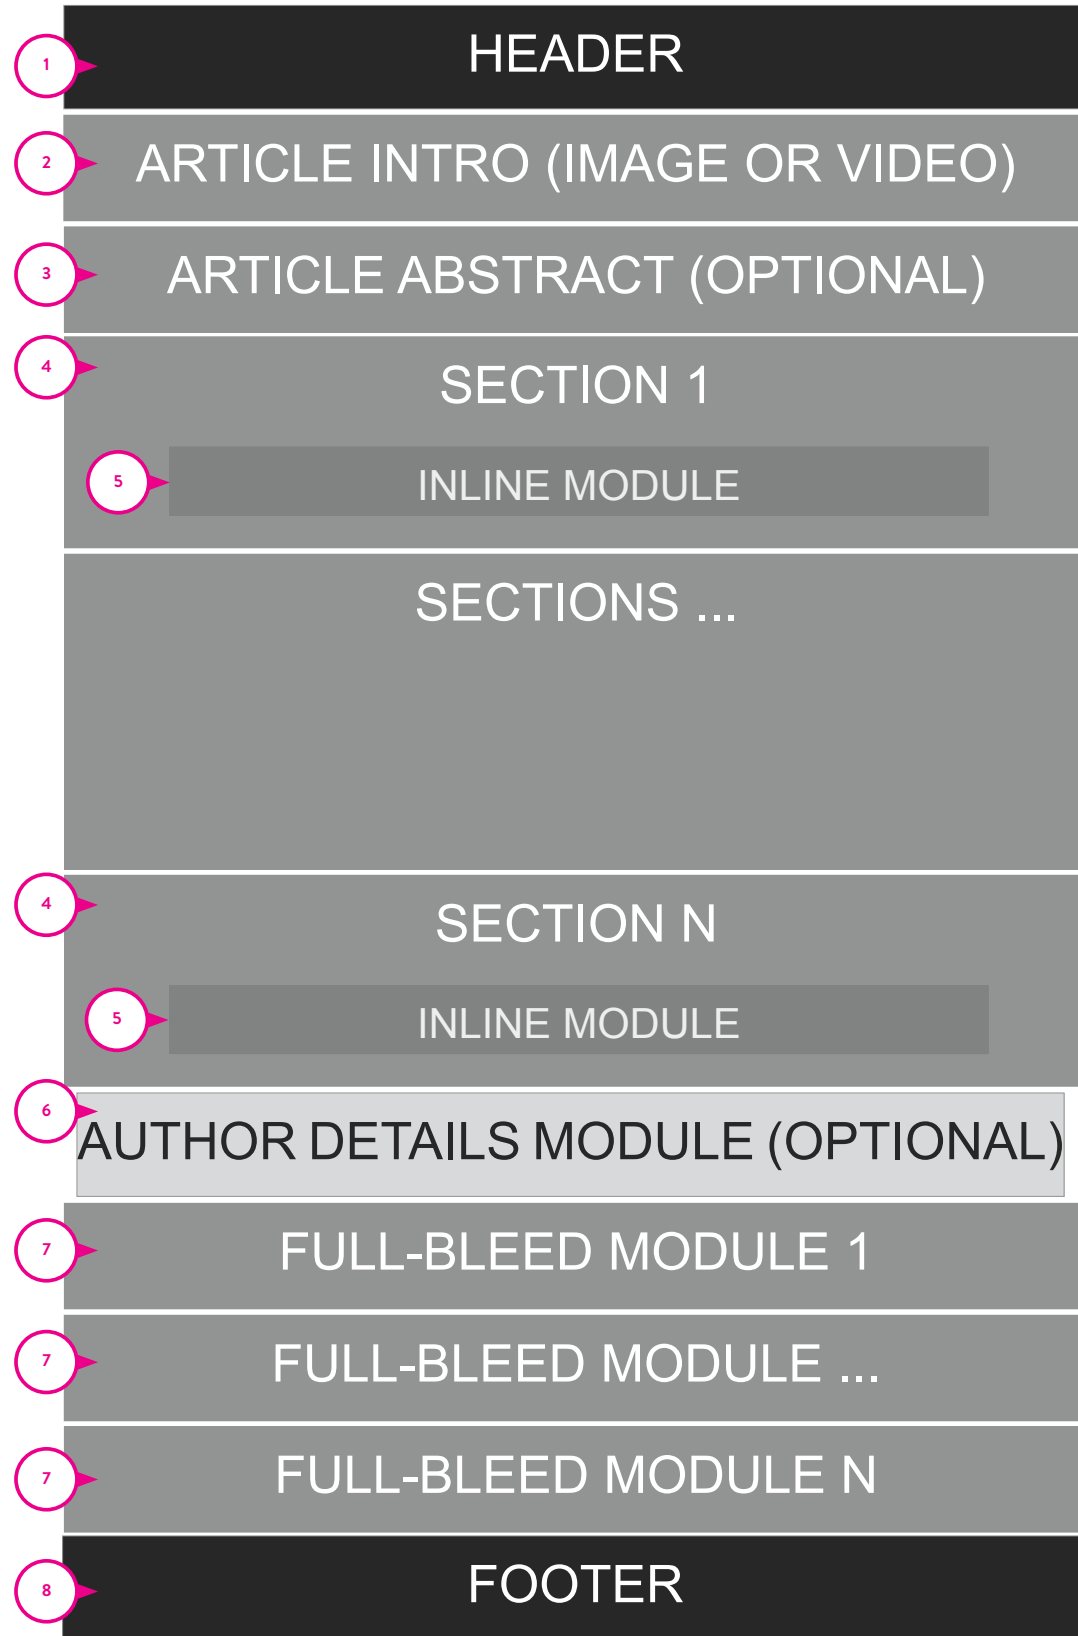 1
HEADER
2
ARTICLE INTRO (IMAGE OR VIDEO)
3
ARTICLE ABSTRACT (OPTIONAL)
4
SECTION 1
5
INLINE MODULE
SECTIONS ...
4
SECTION N
5
INLINE MODULE
6
AUTHOR DETAILS MODULE (OPTIONAL)
7
FULL-BLEED MODULE 1
7
FULL-BLEED MODULE ...
7
FULL-BLEED MODULE N
8
FOOTER